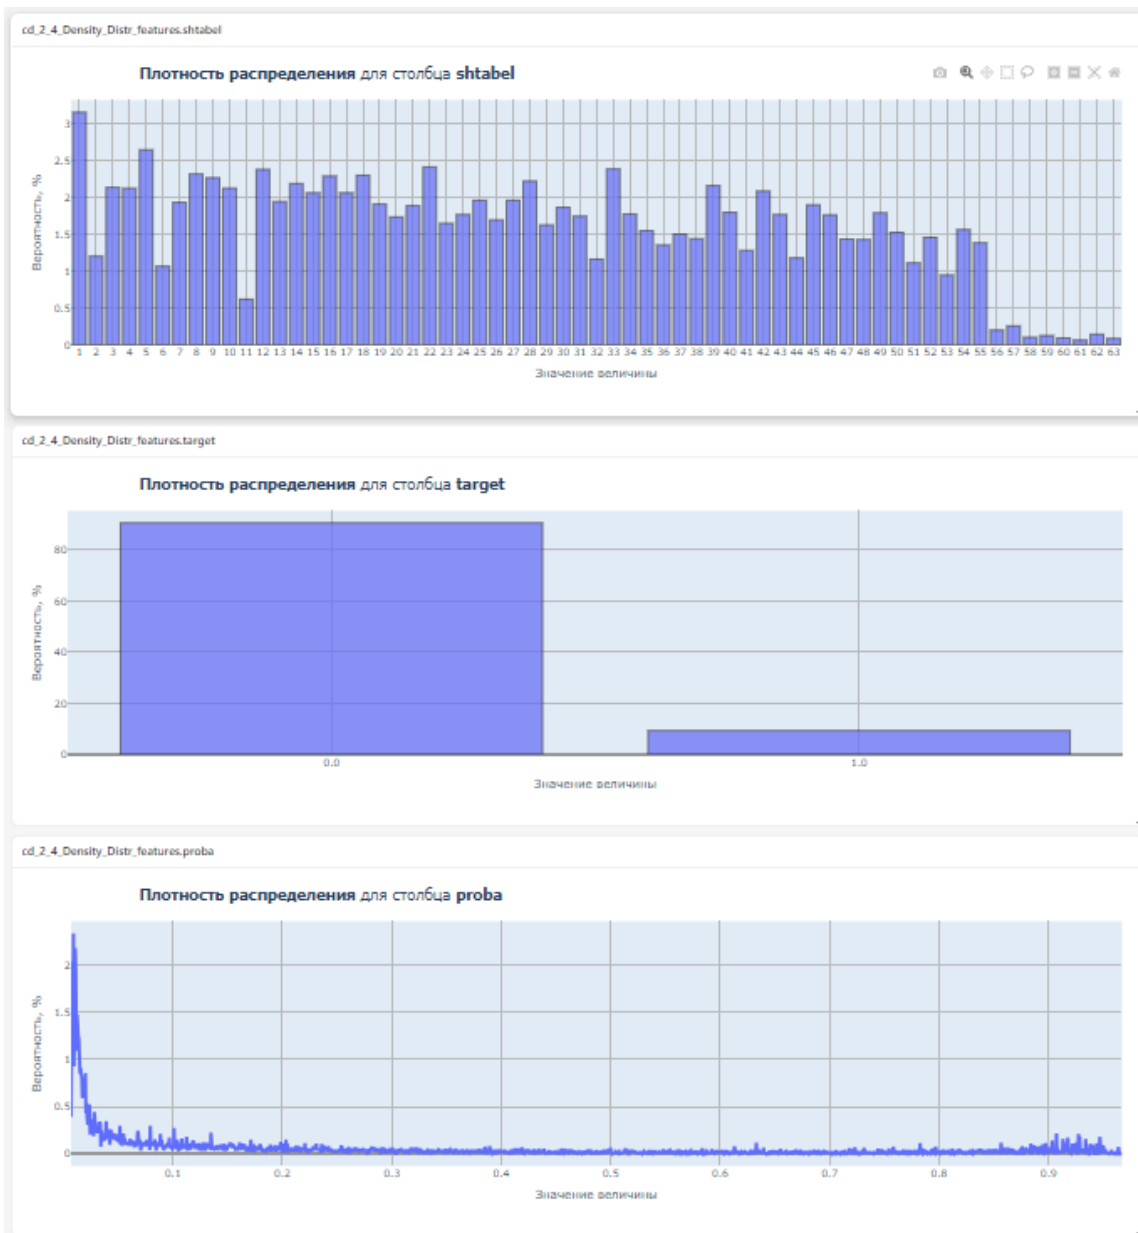 cd_2_4_Density_Distr_features.shtabel
Плотность распределения для столбца shtabel
Вероятность, %
3
2.5
2
1.5
1
0.5
0
1 2 3 4 5 6 7 8 9 10 11 12 13 14 15 16 17 18 19 20 21 22 23 24 25 26 27 28 29 30 31 32 33 34 35 36 37 38 39 40 41 42 43 44 45 46 47 48 49 50 51 52 53 54 55 56 57 58 59 60 61 62 63
Значение величины
cd_2_4_Density_Distr_features.target
Плотность распределения для столбца target
Вероятность, %
80
60
40
20
0
0.0 1.0
Значение величины
cd_2_4_Density_Distr_features.proba
Плотность распределения для столбца proba
Вероятность, %
2
1.5
1
0.5
0
0.1 0.2 0.3 0.4 0.5 0.6 0.7 0.8 0.9
Значение величины